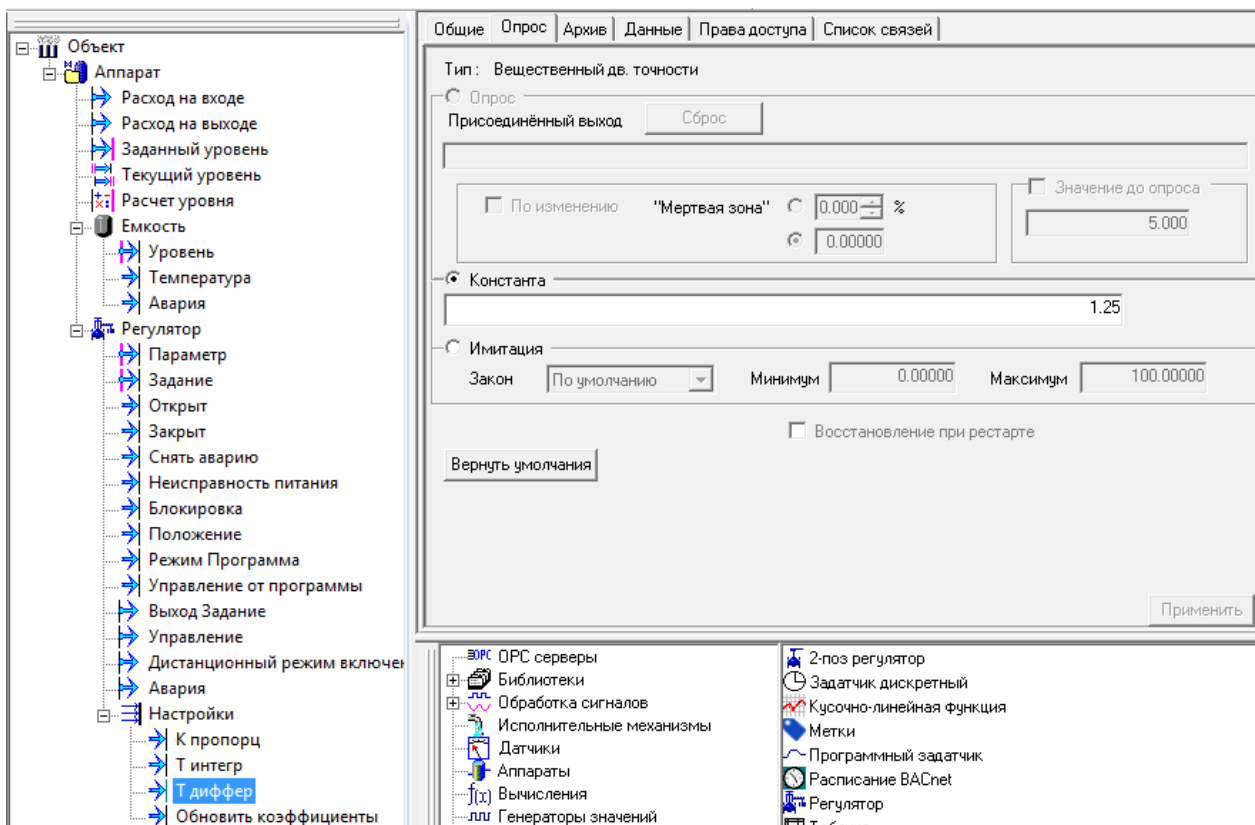 Объект
Аппарат
Расход на входе
Расход на выходе
Заданный уровень
Текущий уровень
Расчет уровня
Емкость
Уровень
Температура
Авария
Регулятор
Параметр
Задание
Открыт
Закрыт
Снять аварию
Неисправность питания
Блокировка
Положение
Режим Программа
Управление от программы
Выход Задание
Управление
Дистанционный режим включен
Авария
Настройки
К пропорц
Т интегр
Т диффер
Обновить коэффициенты
Общие Опрос Архив Данные Права доступа Список связей
Тип : Вещественный дв. точности
Опрос
Присоединённый выход Сброс
По изменению "Мертвая зона" 0.000 %
0.00000
Значение до опроса
5.000
Константа
1.25
Имитация
Закон По умолчанию Минимум 0.00000 Максимум 100.00000
Восстановление при рестарте
Вернуть умолчания
Применить
OPC OPC серверы
Библиотеки
Обработка сигналов
Исполнительные механизмы
Датчики
Аппараты
f(x) Вычисления
Генераторы значений
2-поз регулятор
Задатчик дискретный
Кусочно-линейная функция
Метки
Программный задатчик
Расписание BACnet
Регулятор